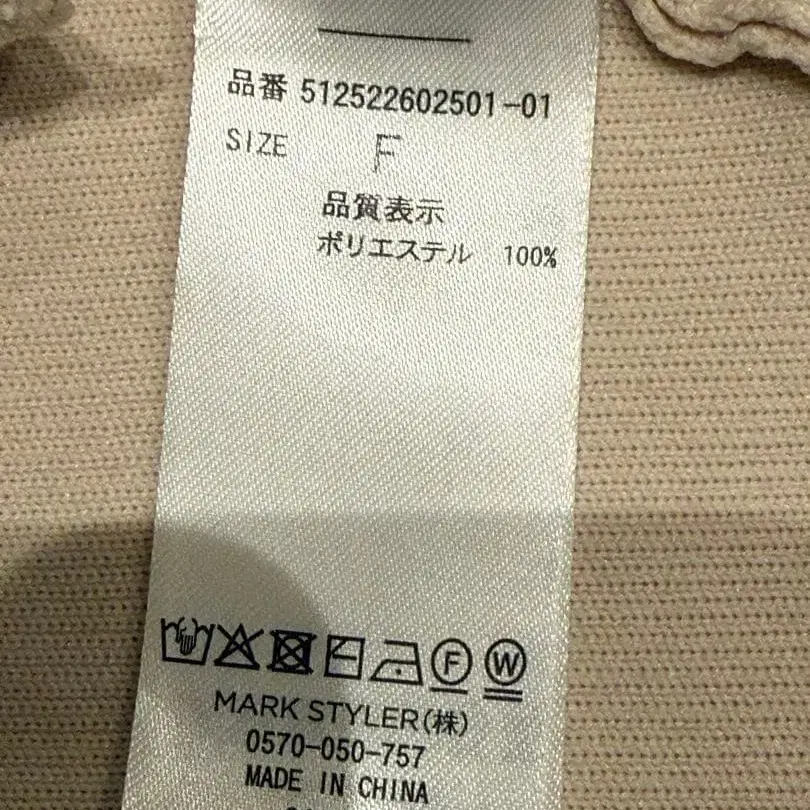 品番 512522602501-01
SIZE F
品質表示
ポリエステル 100%
F W
MARK STYLER(株)
0570-050-757
MADE IN CHINA